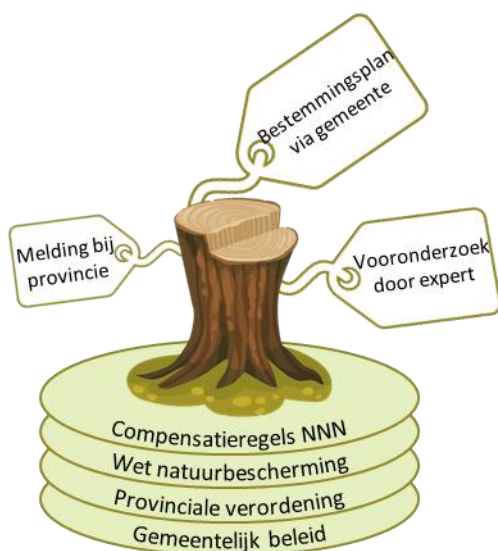 Bestemmingsplan
via gemeente
Melding bij
provincie
Vooronderzoek
door expert
Compensatieregels NNN
Wet natuurbescherming
Provinciale verordening
Gemeentelijk beleid